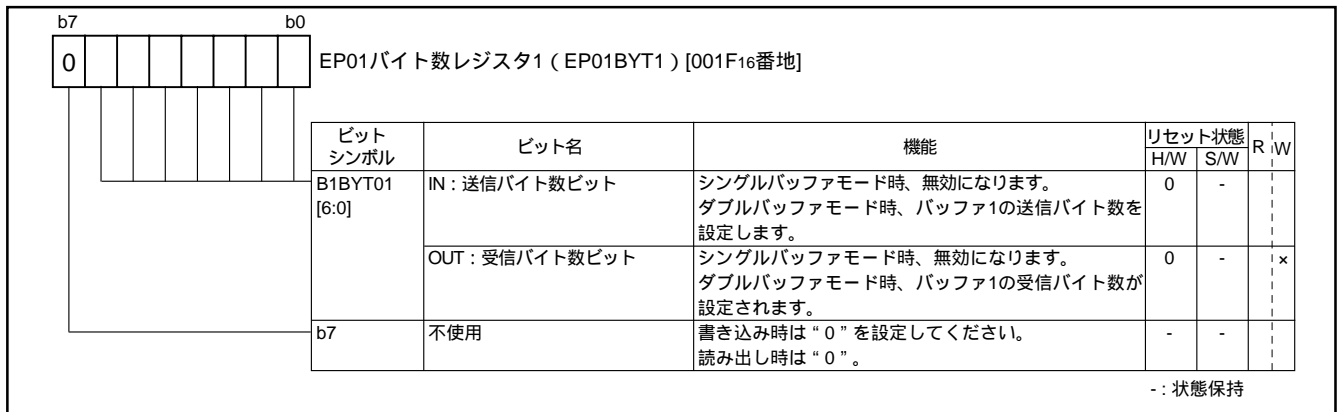 b7 b0
0
EP01バイト数レジスタ1（EP01BYT1）[001F16番地]
ビット
シンボル
ビット名
機能
リセット状態
H/W S/W
R W
B1BYT01
[6:0]
IN：送信バイト数ビット
シングルバッファモード時、無効になります。
ダブルバッファモード時、バッファ1の送信バイト数を
設定します。
0 -
OUT：受信バイト数ビット
シングルバッファモード時、無効になります。
ダブルバッファモード時、バッファ1の受信バイト数が
設定されます。
0 - ×
b7
不使用
書き込み時は“0”を設定してください。
読み出し時は“0”。
- -
-：状態保持